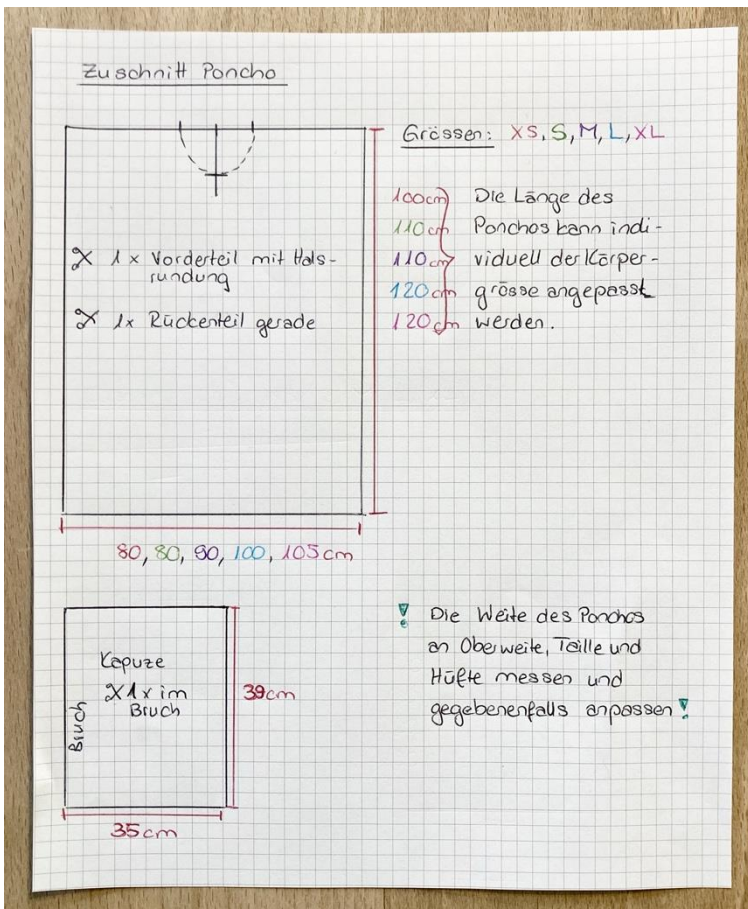 Zuschnitt Poncho
Grössen: XS, S, M, L, XL
100cm
110cm
110cm
120cm
120cm
Die Länge des
Ponchos kann indi-
viduell der Körper-
grösse angepasst
werden.
1x Vorderteil mit Hals-
rundung
1x Rückenteil gerade
80, 80, 90, 100, 105cm
Kapuze
1x im
Bruch
Bruch
39cm
35cm
! Die Weite des Ponchos
an Oberweite, Taille und
Hüfte messen und
gegebenenfalls anpassen!